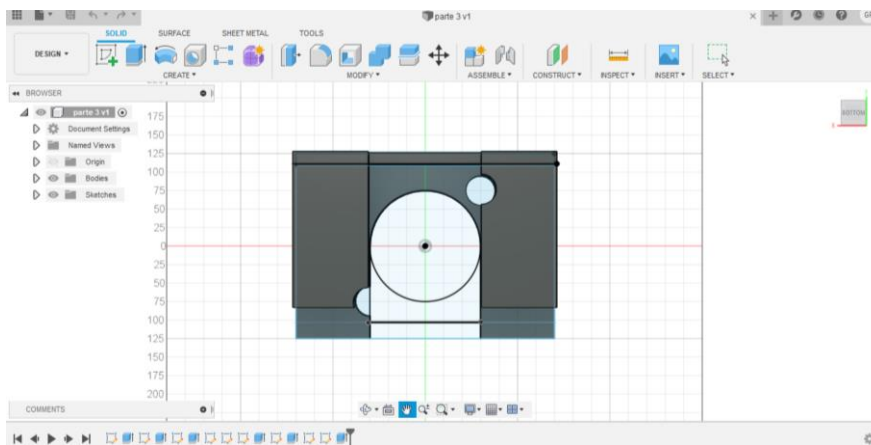 parte 3 v1
GF
SOLID SURFACE SHEET METAL TOOLS
DESIGN
CREATE MODIFY ASSEMBLE CONSTRUCT INSPECT INSERT SELECT
BROWSER
parte 3 v1
Document Settings
Named Views
Origin
Bodies
Sketches
175
150
125
100
75
50
25
0
25
50
75
100
125
150
175
200
BOTTOM
COMMENTS